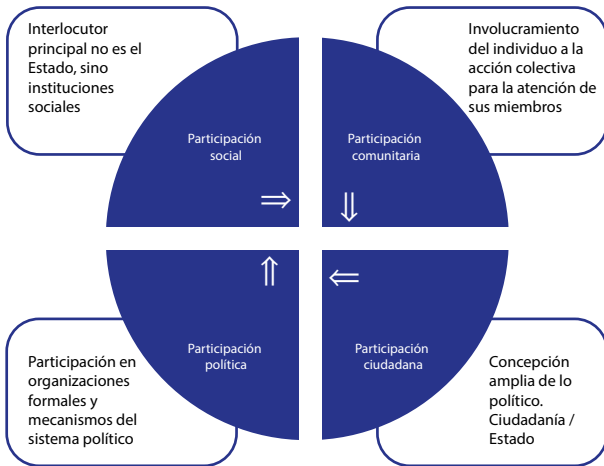 Interlocutor
principal no es el
Estado, sino
instituciones
sociales
Involucramiento
del individuo a la
acción colectiva
para la atención de
sus miembros
Participación
social
Participación
comunitaria
⇒
⇓
⇑
⇐
Participación
política
Participación
ciudadana
Participación en
organizaciones
formales y
mecanismos del
sistema político
Concepción
amplia de lo
político.
Ciudadanía /
Estado